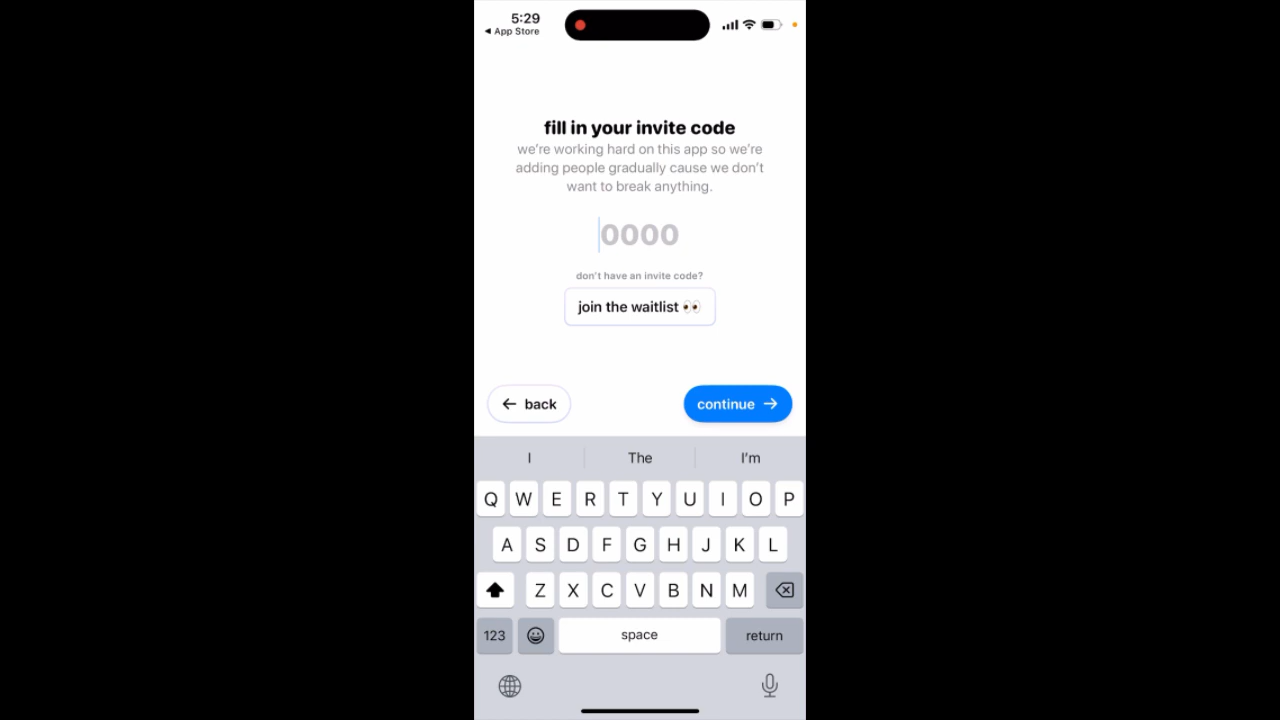 5:29
◀ App Store
fill in your invite code
we're working hard on this app so we're
adding people gradually cause we don't
want to break anything.
0000
don't have an invite code?
join the waitlist 👀
← back
continue →
I The I'm
Q W E R T Y U I O P
A S D F G H J K L
Z X C V B N M
123 space return